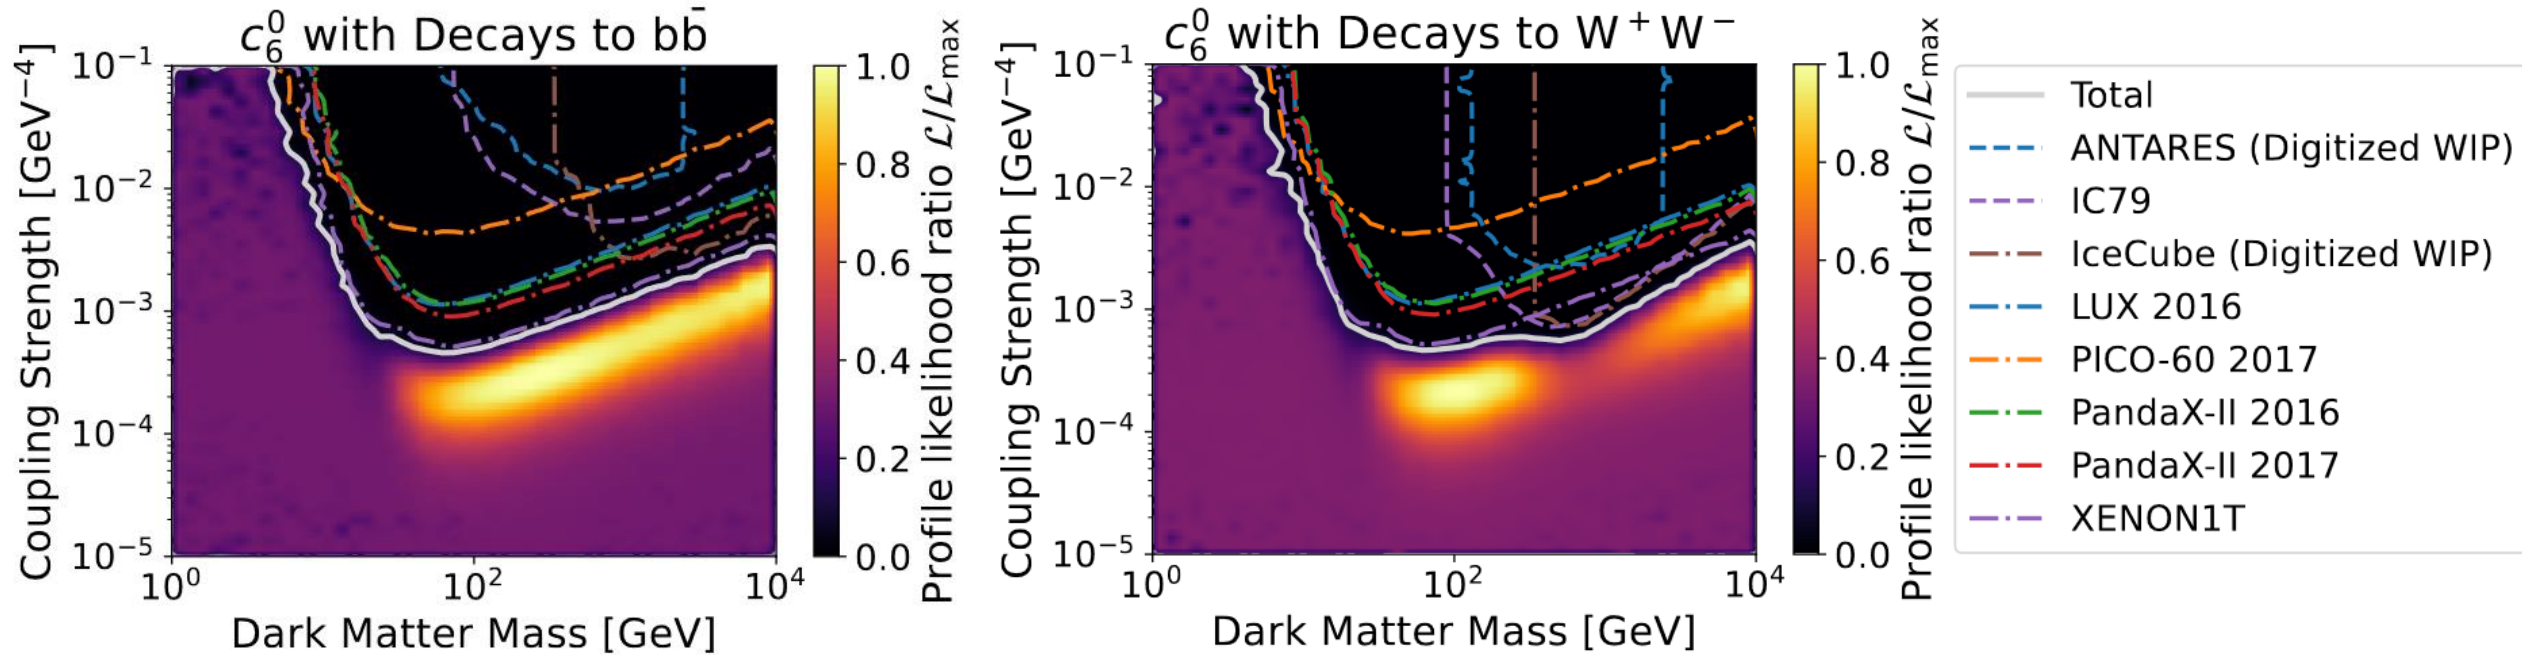 c₆⁰ with Decays to bb̄
Coupling Strength [GeV⁻⁴]
10⁻¹
10⁻²
10⁻³
10⁻⁴
10⁻⁵
10⁰
10²
10⁴
Dark Matter Mass [GeV]
1.0
0.8
0.6
0.4
0.2
0.0
Profile likelihood ratio ℒ/ℒmax
c₆⁰ with Decays to W⁺W⁻
Coupling Strength [GeV⁻⁴]
10⁻¹
10⁻²
10⁻³
10⁻⁴
10⁻⁵
10⁰
10²
10⁴
Dark Matter Mass [GeV]
1.0
0.8
0.6
0.4
0.2
0.0
Profile likelihood ratio ℒ/ℒmax
Total
ANTARES (Digitized WIP)
IC79
IceCube (Digitized WIP)
LUX 2016
PICO-60 2017
PandaX-II 2016
PandaX-II 2017
XENON1T